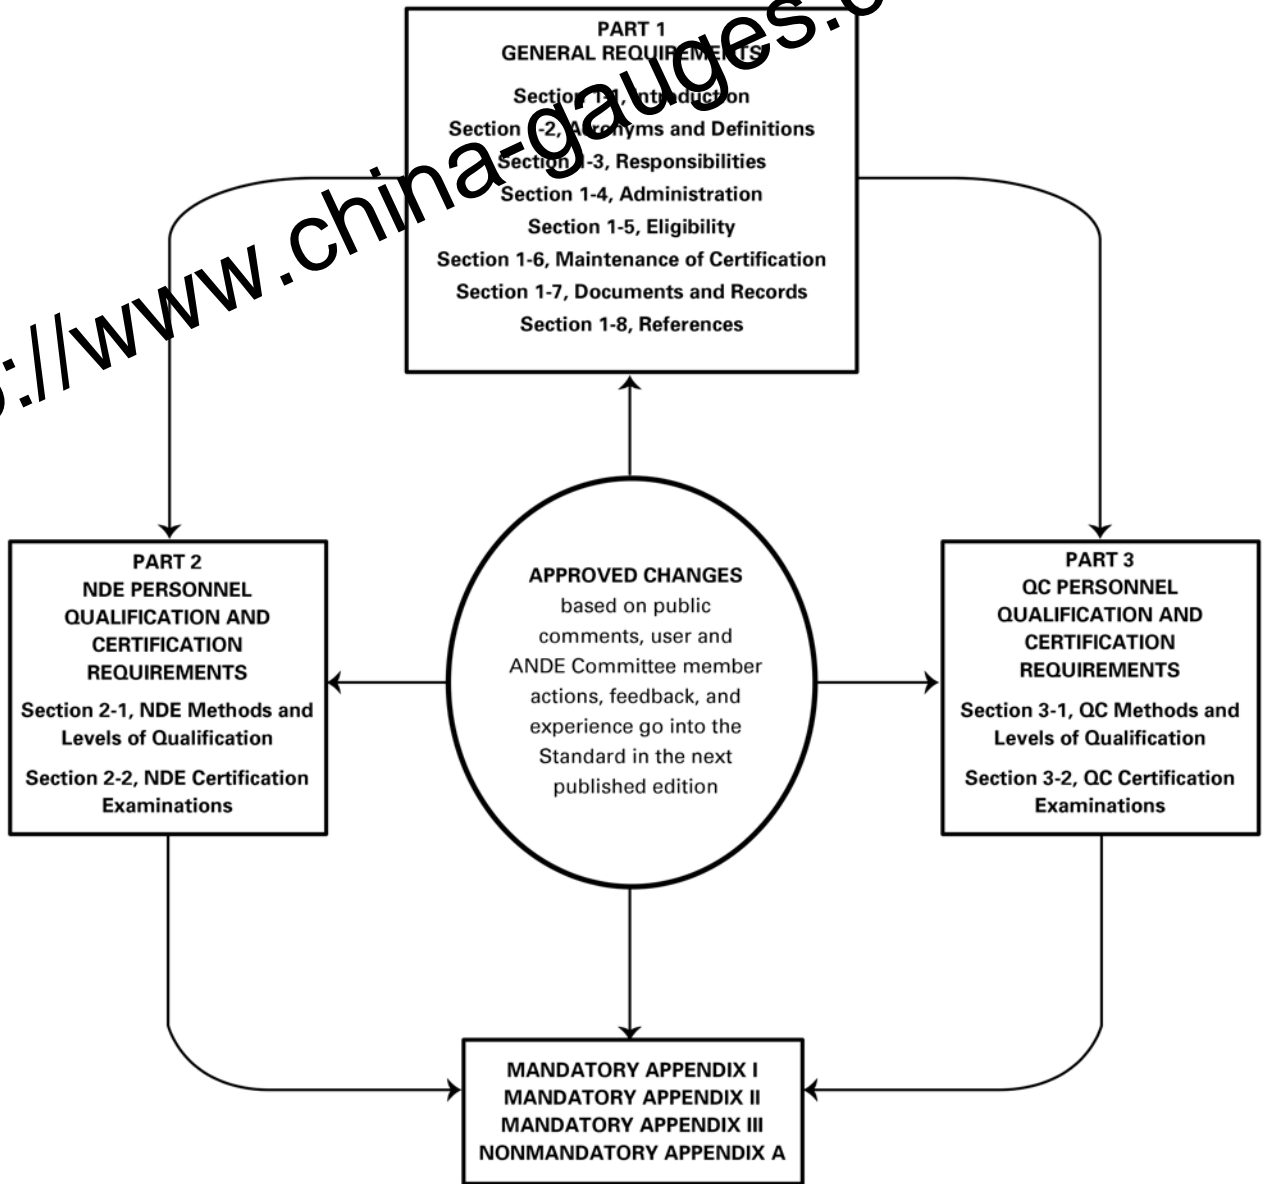 PART 1
GENERAL REQUIREMENTS
Section 1-1, Introduction
Section 1-2, Acronyms and Definitions
Section 1-3, Responsibilities
Section 1-4, Administration
Section 1-5, Eligibility
Section 1-6, Maintenance of Certification
Section 1-7, Documents and Records
Section 1-8, References
://www.china-gauges.c
PART 2
NDE PERSONNEL
QUALIFICATION AND
CERTIFICATION
REQUIREMENTS
Section 2-1, NDE Methods and
Levels of Qualification
Section 2-2, NDE Certification
Examinations
APPROVED CHANGES
based on public
comments, user and
ANDE Committee member
actions, feedback, and
experience go into the
Standard in the next
published edition
PART 3
QC PERSONNEL
QUALIFICATION AND
CERTIFICATION
REQUIREMENTS
Section 3-1, QC Methods and
Levels of Qualification
Section 3-2, QC Certification
Examinations
MANDATORY APPENDIX I
MANDATORY APPENDIX II
MANDATORY APPENDIX III
NONMANDATORY APPENDIX A